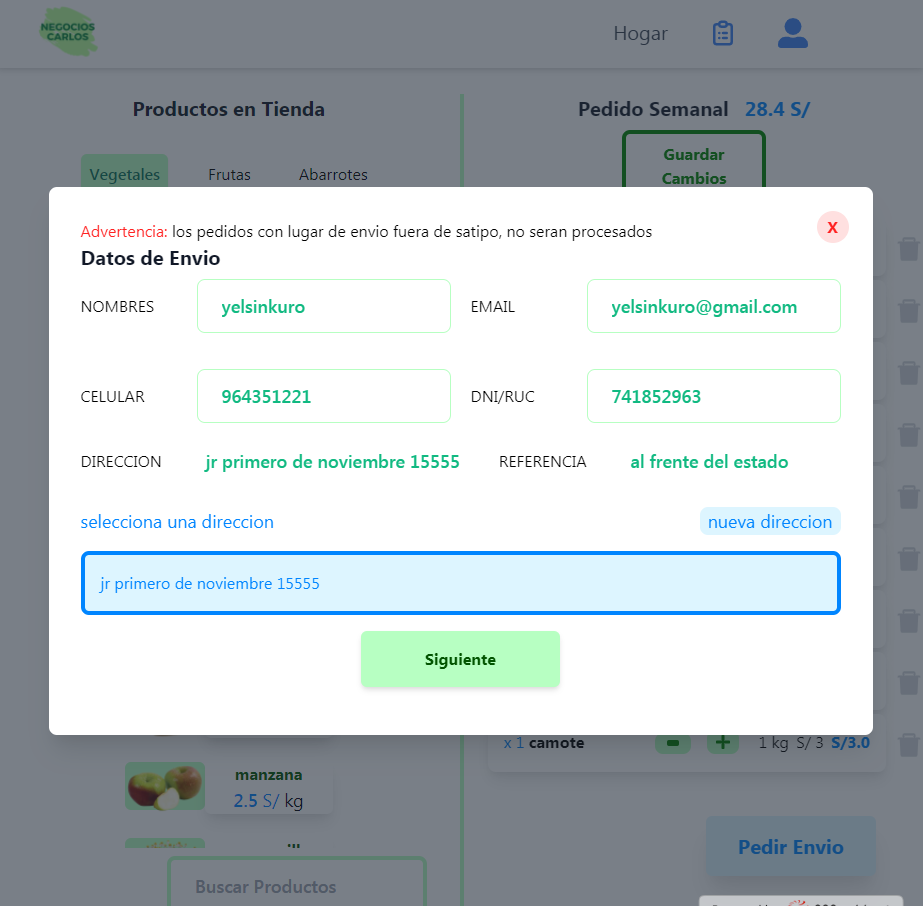 NEGOCIOS
CARLOS
Hogar
Productos en Tienda
Pedido Semanal 28.4 S/
Guardar
Cambios
Vegetales Frutas Abarrotes
Advertencia: los pedidos con lugar de envio fuera de satipo, no seran procesados
X
Datos de Envio
NOMBRES yelsinkuro EMAIL yelsinkuro@gmail.com
CELULAR 964351221 DNI/RUC 741852963
DIRECCION jr primero de noviembre 15555 REFERENCIA al frente del estado
selecciona una direccion nueva direccion
jr primero de noviembre 15555
Siguiente
x 1 camote - + 1 kg S/ 3 S/3.0
manzana
2.5 S/ kg
Pedir Envio
Buscar Productos